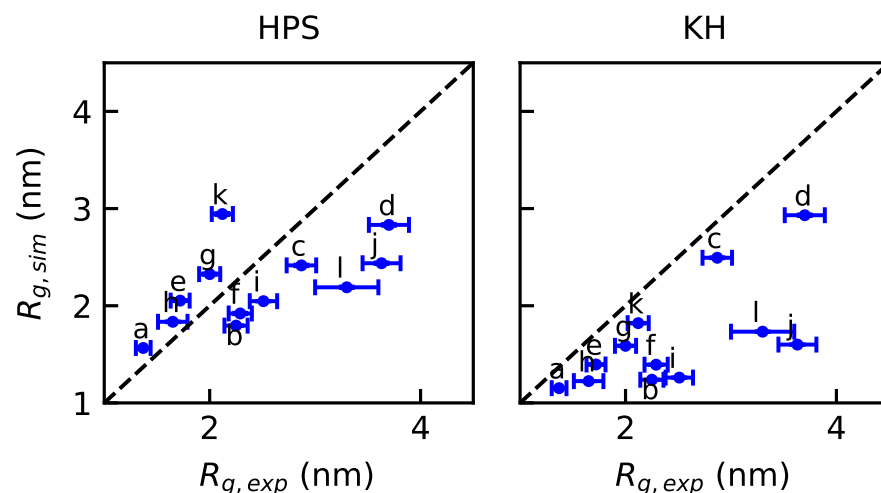 HPS
KH
R_{g,sim} (nm)
4
3
2
1
k
d
g
c
j
e
l
i
h
f
a
b
2
4
R_{g,exp} (nm)
d
c
k
l
g
j
e
f
h
i
a
b
2
4
R_{g,exp} (nm)